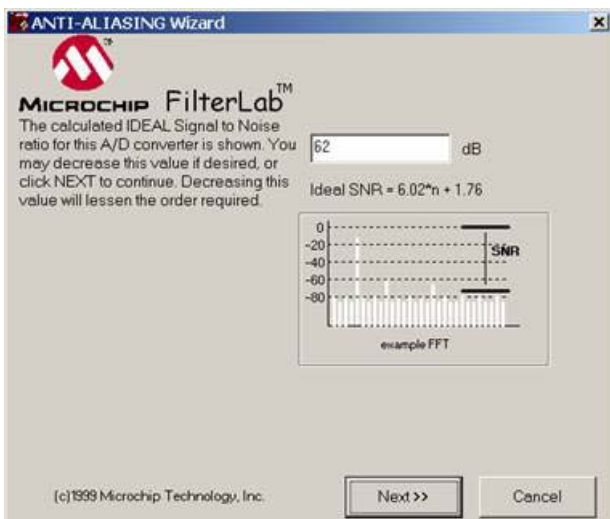 ANTI-ALIASING Wizard
MICROCHIP FilterLab™
The calculated IDEAL Signal to Noise
ratio for this A/D converter is shown. You
may decrease this value if desired, or
click NEXT to continue. Decreasing this
value will lessen the order required.
62 dB
Ideal SNR = 6.02*n + 1.76
0
-20
-40
-60
-80
SNR
example FFT
(c)1999 Microchip Technology, Inc.
Next >>
Cancel